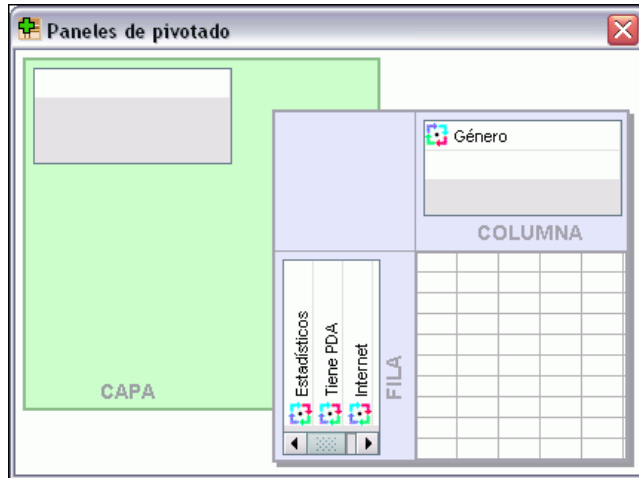 Paneles de pivotado
Género
COLUMNA
Estadísticos
Tiene PDA
Internet
FILA
CAPA